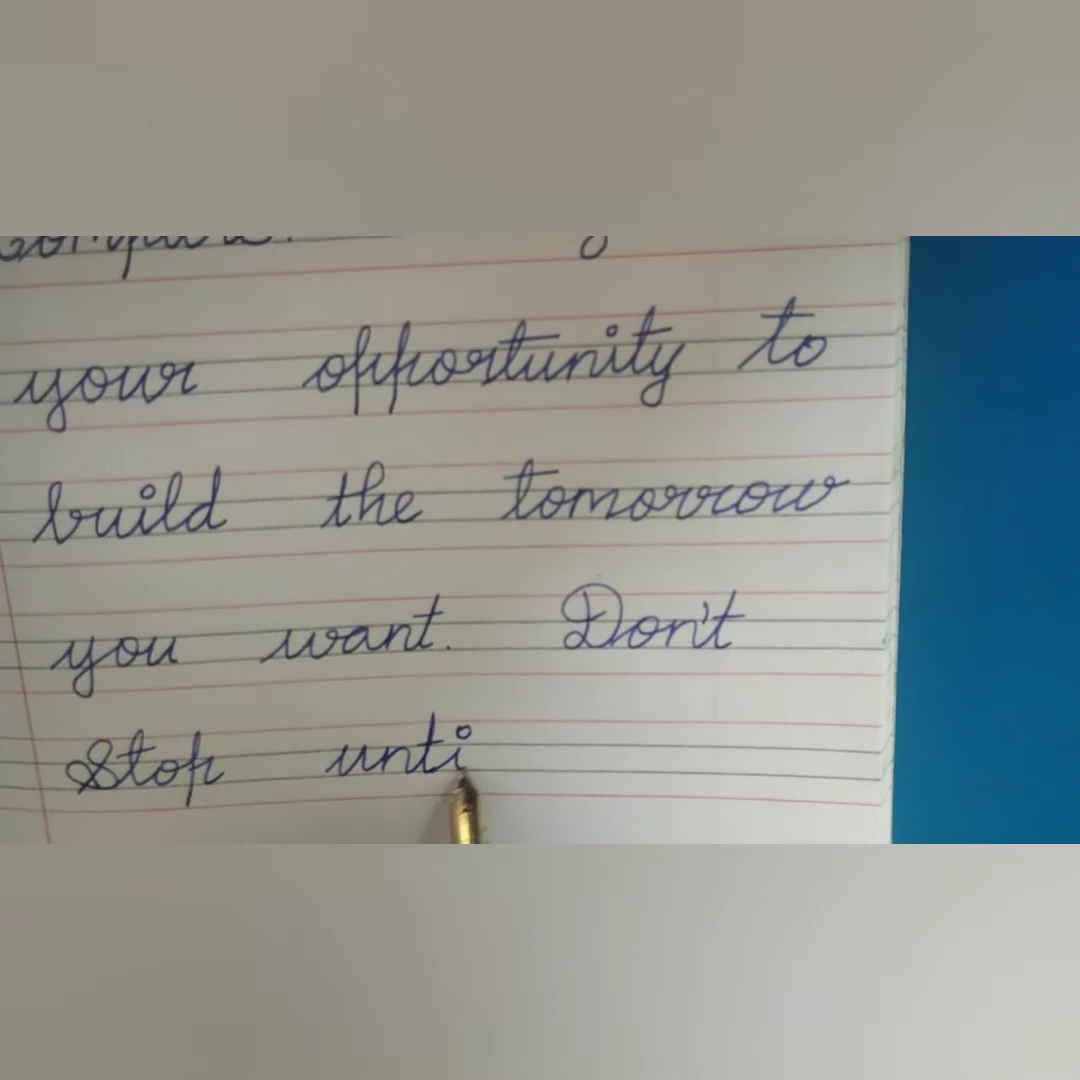 your opportunity to
build the tomorrow
you want. Don't
Stop unti